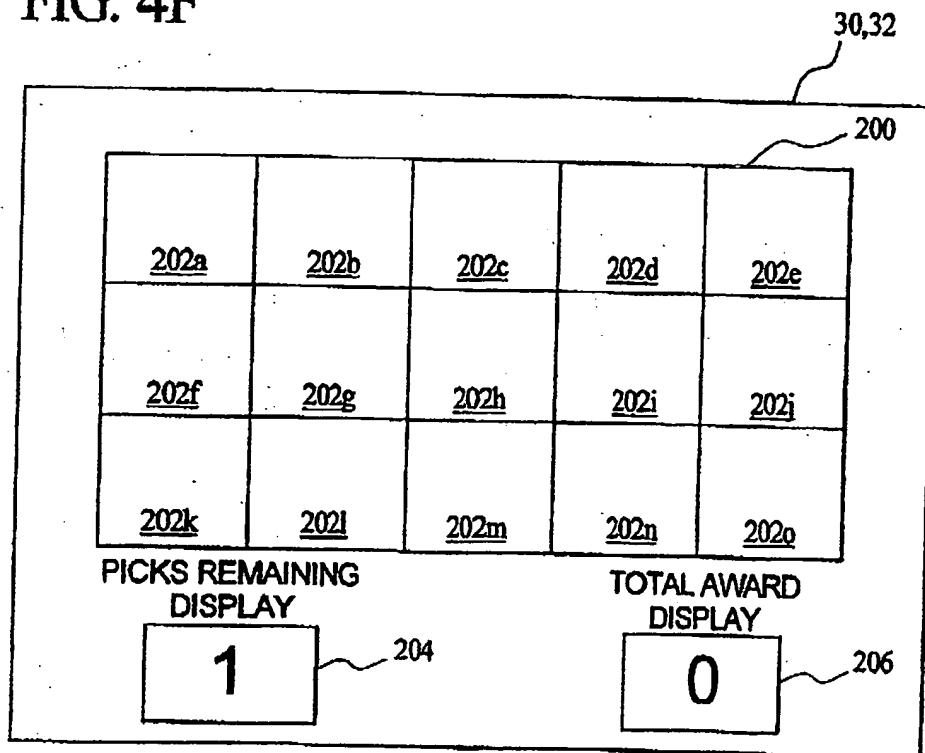 FIG. 4F
30,32
200
202a 202b 202c 202d 202e
202f 202g 202h 202i 202j
202k 202l 202m 202n 202o
PICKS REMAINING
DISPLAY
TOTAL AWARD
DISPLAY
1
204
0
206